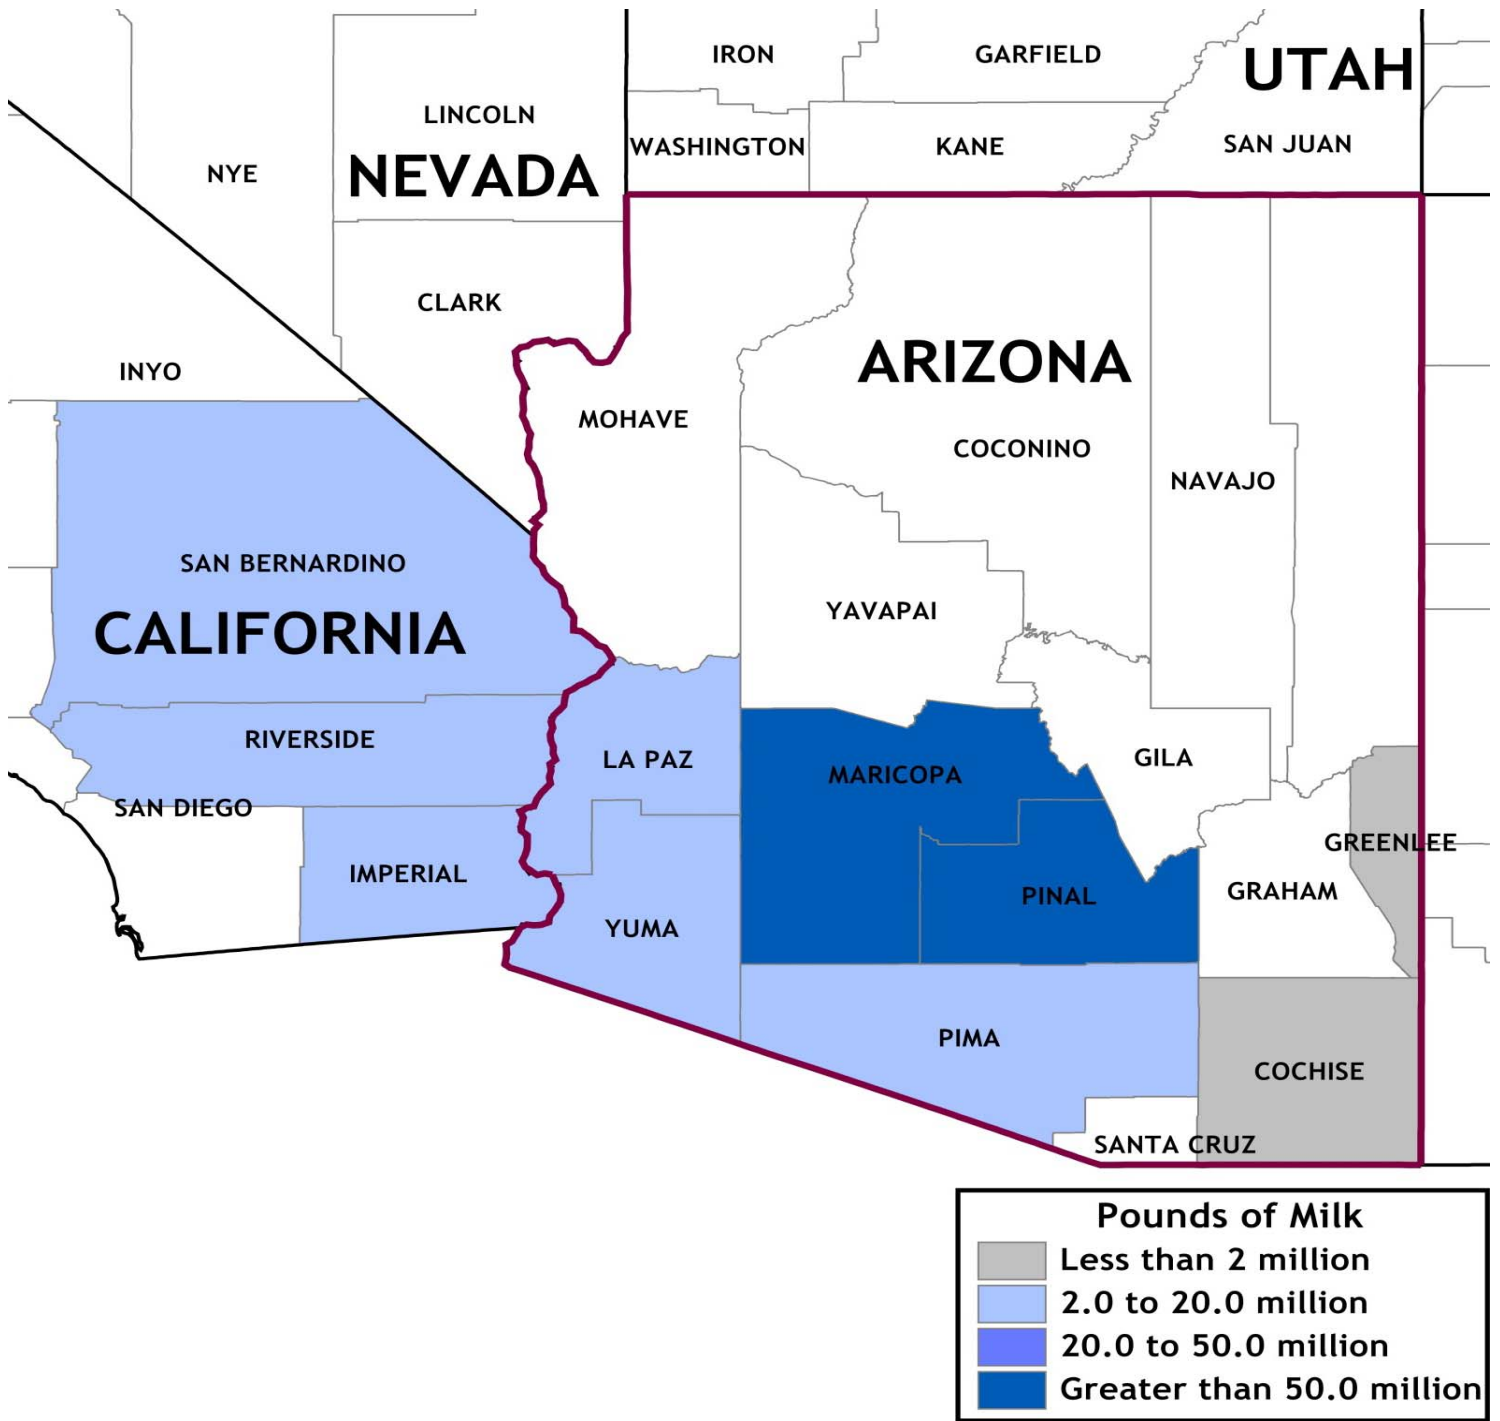 IRON
GARFIELD
UTAH
LINCOLN
WASHINGTON
KANE
SAN JUAN
NYE
NEVADA
CLARK
INYO
ARIZONA
MOHAVE
COCONINO
NAVAJO
SAN BERNARDINO
CALIFORNIA
YAVAPAI
RIVERSIDE
LA PAZ
MARICOPA
GILA
SAN DIEGO
GREENLEE
IMPERIAL
PINAL
GRAHAM
YUMA
PIMA
COCHISE
SANTA CRUZ
Pounds of Milk
Less than 2 million
2.0 to 20.0 million
20.0 to 50.0 million
Greater than 50.0 million